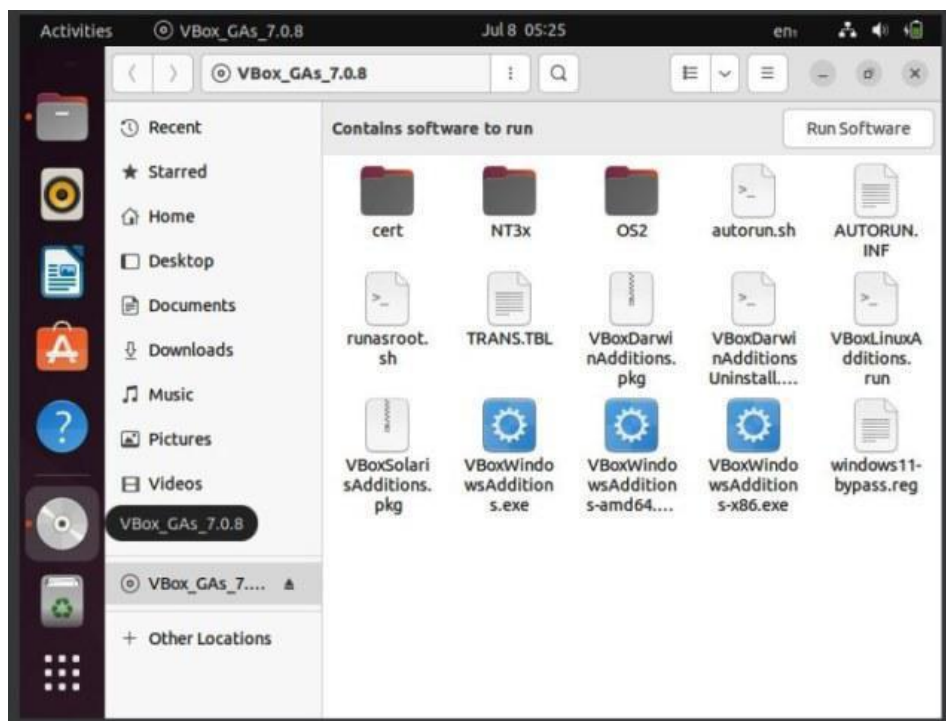 Activities
VBox_GAs_7.0.8
Jul 8 05:25
en₁
VBox_GAs_7.0.8
Recent
Starred
Home
Desktop
Documents
Downloads
Music
Pictures
Videos
VBox_GAs_7.0.8
VBox_GAs_7....
+ Other Locations
Contains software to run
Run Software
cert
NT3x
OS2
autorun.sh
AUTORUN.
INF
runasroot.
sh
TRANS.TBL
VBoxDarwi
nAdditions.
pkg
VBoxDarwi
nAdditions
Uninstall....
VBoxLinuxA
dditions.
run
VBoxSolari
sAdditions.
pkg
VBoxWindo
wsAddition
s.exe
VBoxWindo
wsAddition
s-amd64....
VBoxWindo
wsAddition
s-x86.exe
windows11-
bypass.reg